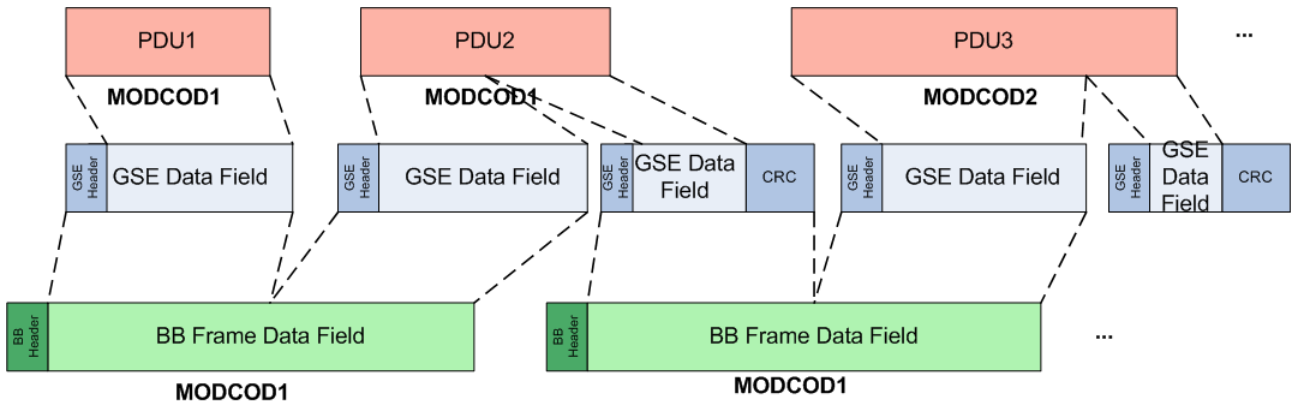 PDU1
PDU2
PDU3
...
MODCOD1
MODCOD1
MODCOD2
GSE Header
GSE Data Field
GSE Header
GSE Data Field
GSE Header
GSE Data Field
CRC
GSE Header
GSE Data Field
GSE Header
GSE Data Field
CRC
BB Header
BB Frame Data Field
BB Header
BB Frame Data Field
...
MODCOD1
MODCOD1